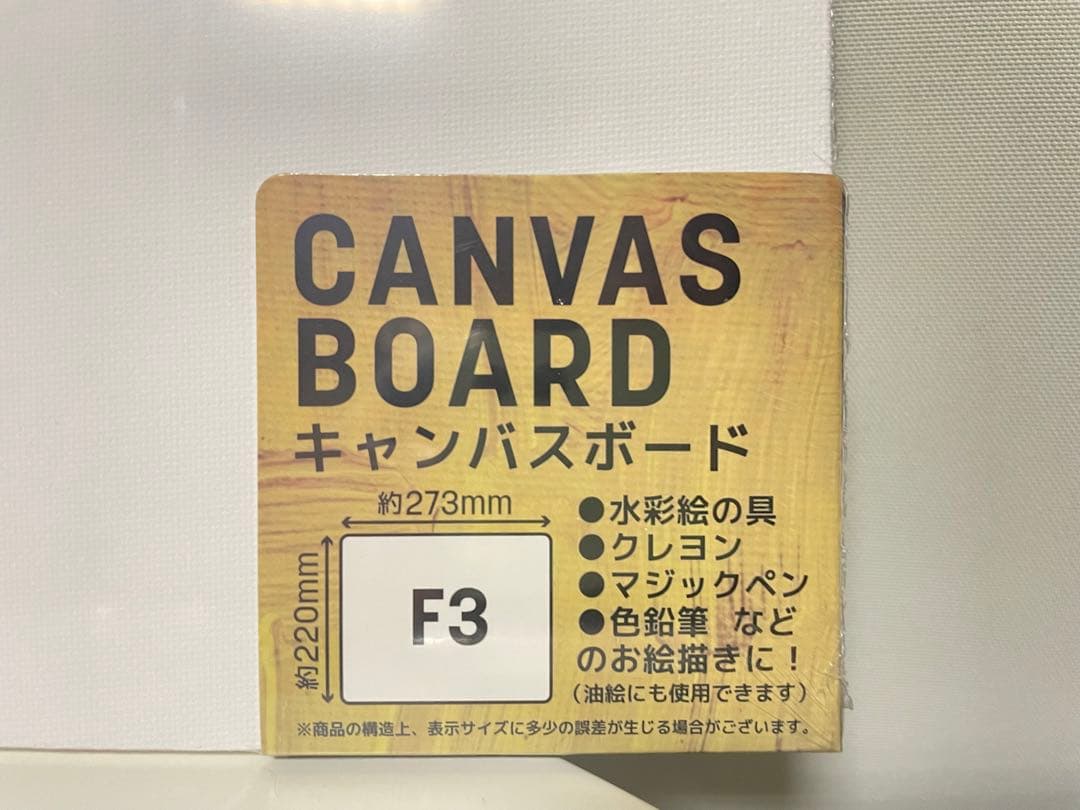 CANVAS
BOARD
キャンバスボード
約273mm
約220mm
F3
●水彩絵の具
●クレヨン
●マジックペン
●色鉛筆 など
のお絵描きに！
（油絵にも使用できます）
※商品の構造上、表示サイズに多少の誤差が生じる場合がございます。